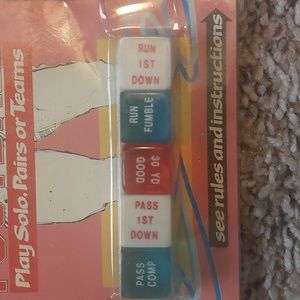 Play Solo, Pairs or Teams
RUN
1ST
DOWN
RUN
FUMBLE
30 YD
GOOD
PASS
1ST
DOWN
PASS
COMP
see rules and instructions